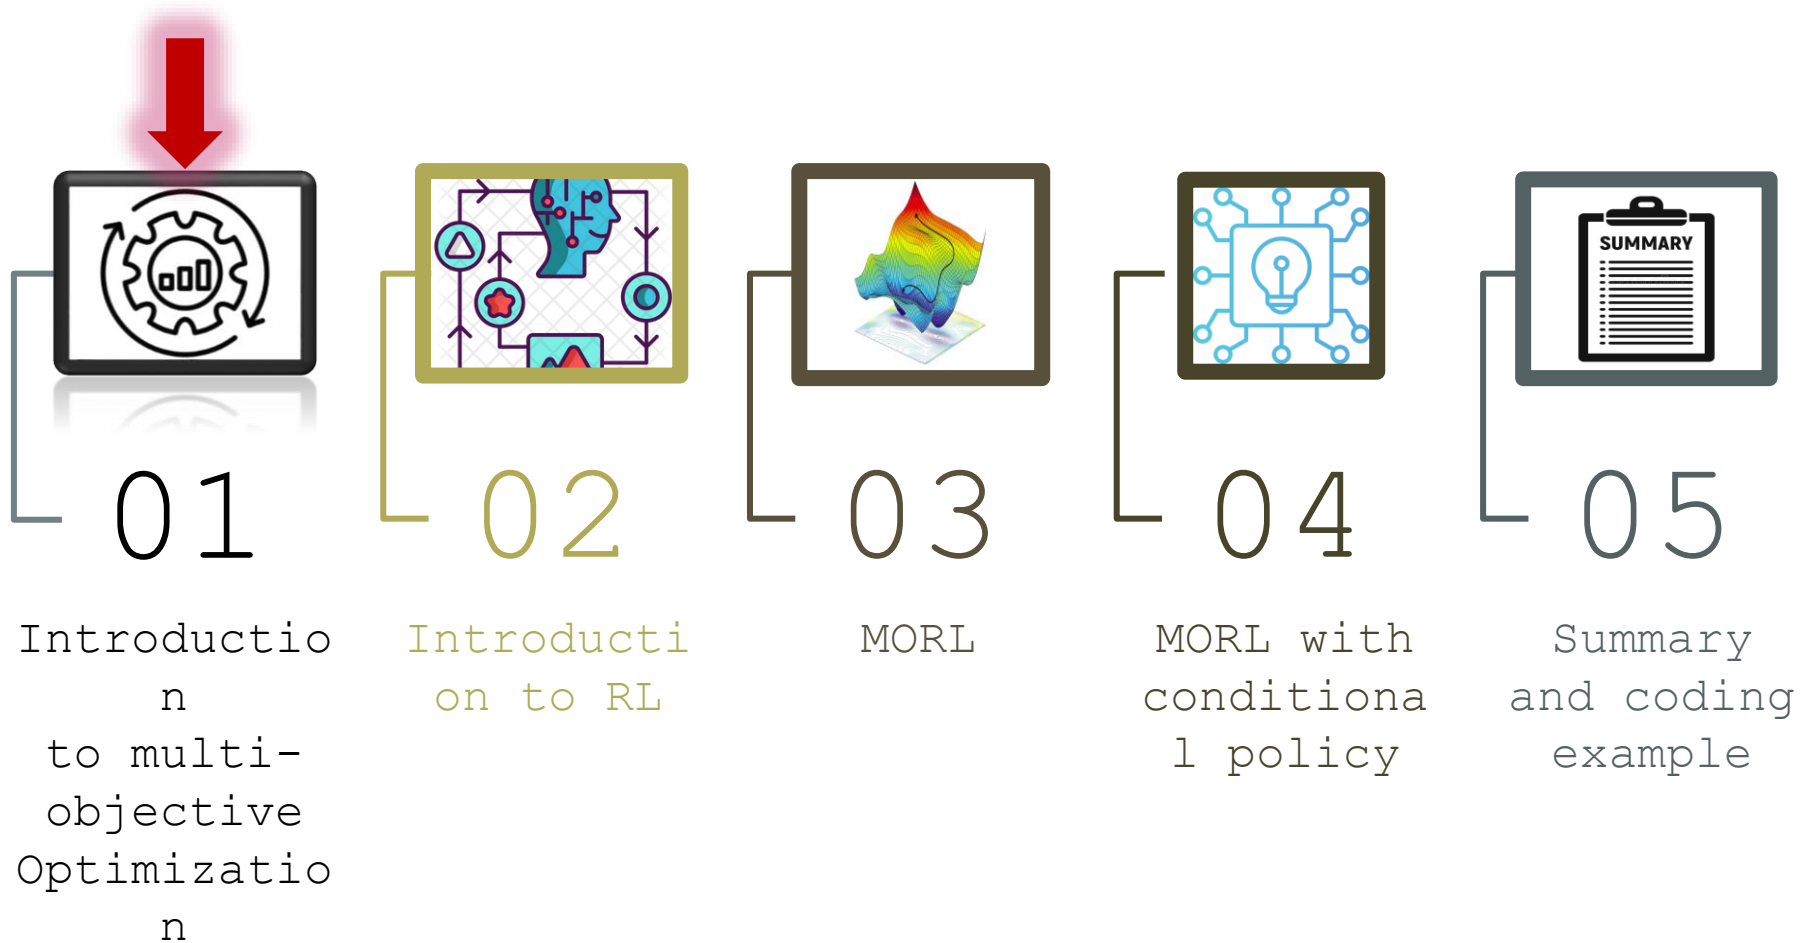 SUMMARY
01
Introductio
n
to multi-
objective
Optimizatio
n
02
Introducti
on to RL
03
MORL
04
MORL with
conditiona
l policy
05
Summary
and coding
example